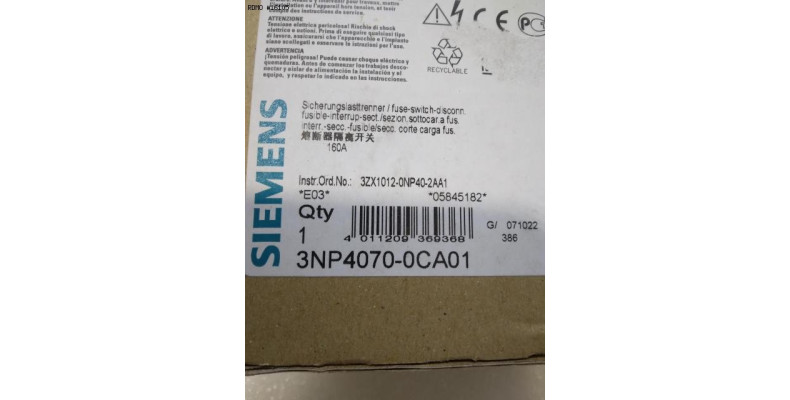 ATTENZIONE
Tensione elettrica pericolosa! Rischio di shock
elettrico e ustioni. Prima di eseguire qualsiasi tipo
di lavoro, assicurarsi che l'apparecchio o l'impianto
siano scollegati e osservare le istruzioni per l'uso.
ADVERTENCIA
¡Tensión peligrosa! Puede causar choque eléctrico y
quemaduras. Antes de comenzar los trabajos desco-
nectar y aislar de alimentación la instalación y el
equipo, y respetar lo indicado en instrucciones.
CE
RECYCLABLE
SIEMENS
Sicherungslasttrenner / fuse-switch-disconn.
fusible-interrup-sect./sezion.sottocar.a fus.
interr.-secc.-fusible/secc. corte carga fus.
熔断器隔离开关
160A
Instr.Ord.No.: 3ZX1012-0NP40-2AA1
*E03* *05645182*
Qty
1
4 011209 369368
G/ 071022
386
3NP4070-0CA01